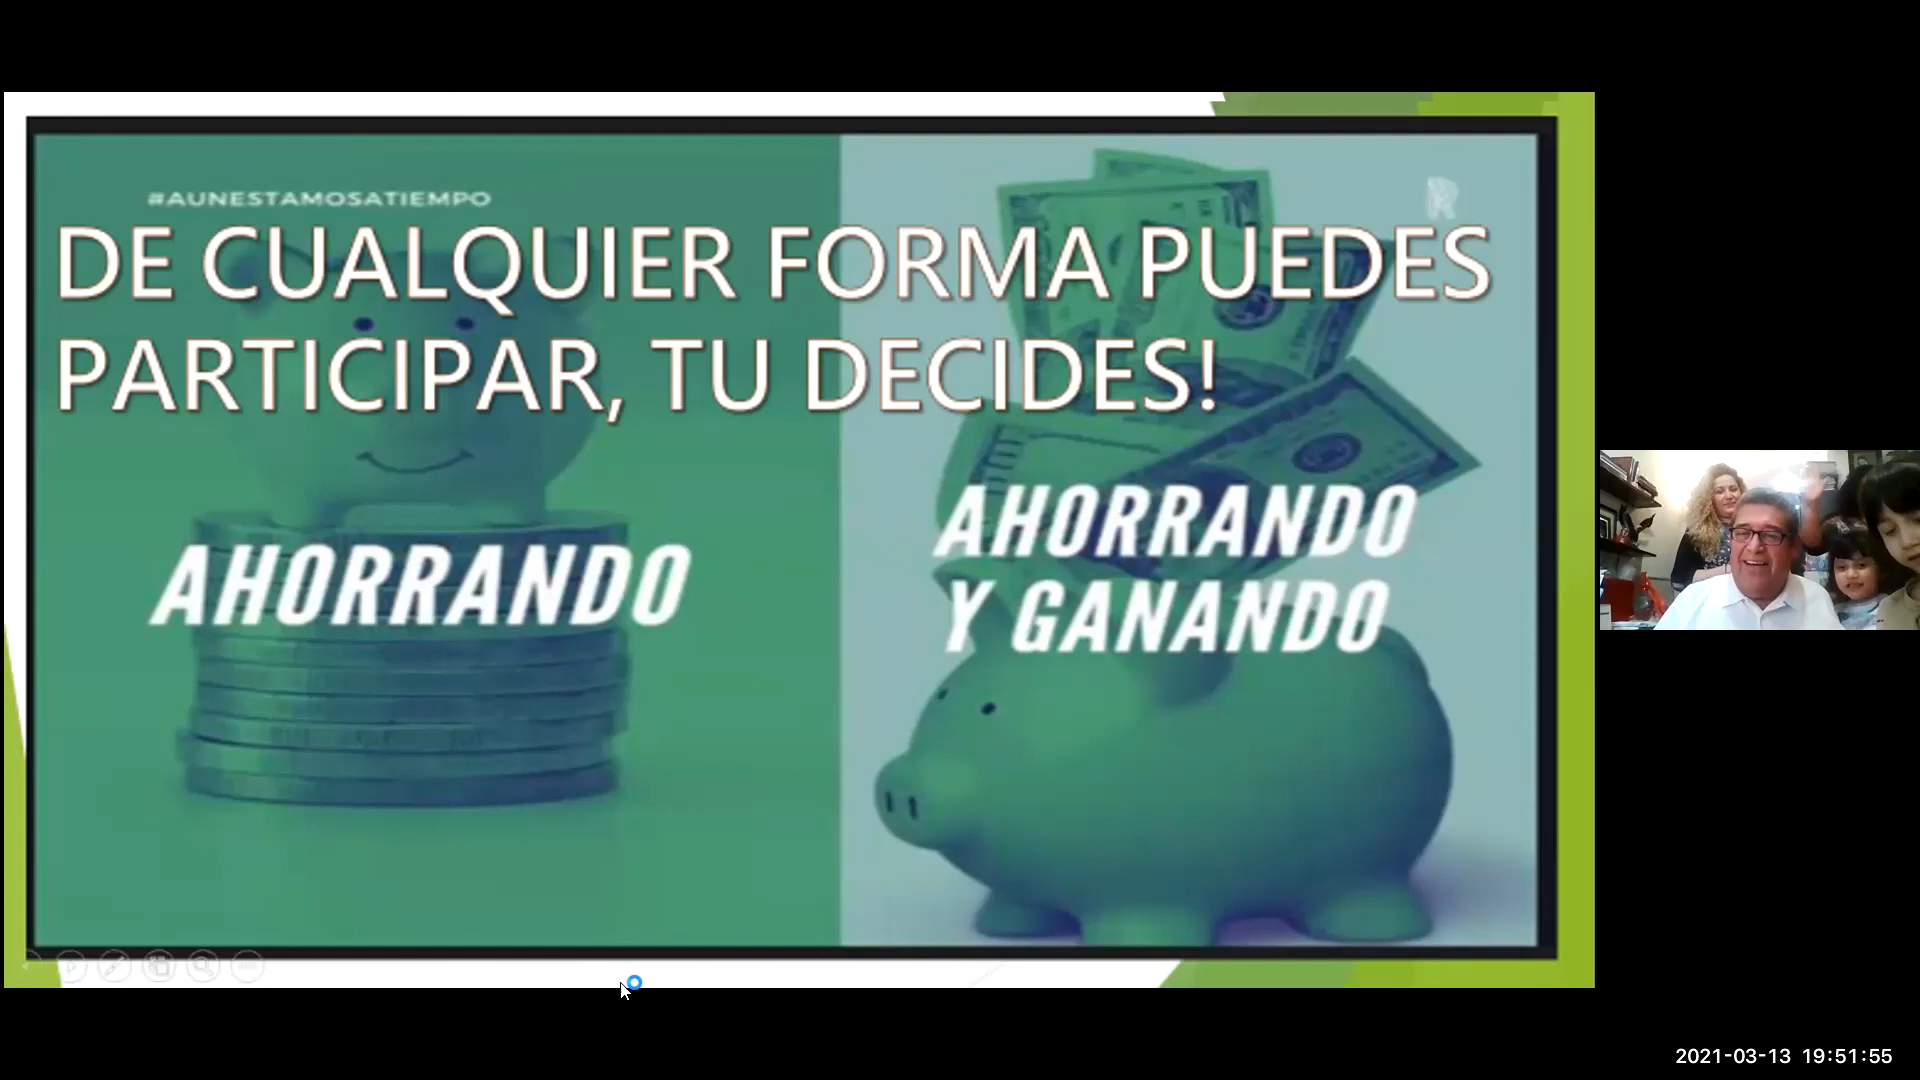 #AUNESTAMOSATIEMPO
DE CUALQUIER FORMA PUEDES
PARTICIPAR, TU DECIDES!
AHORRANDO
AHORRANDO
Y GANANDO
2021-03-13 19:51:55